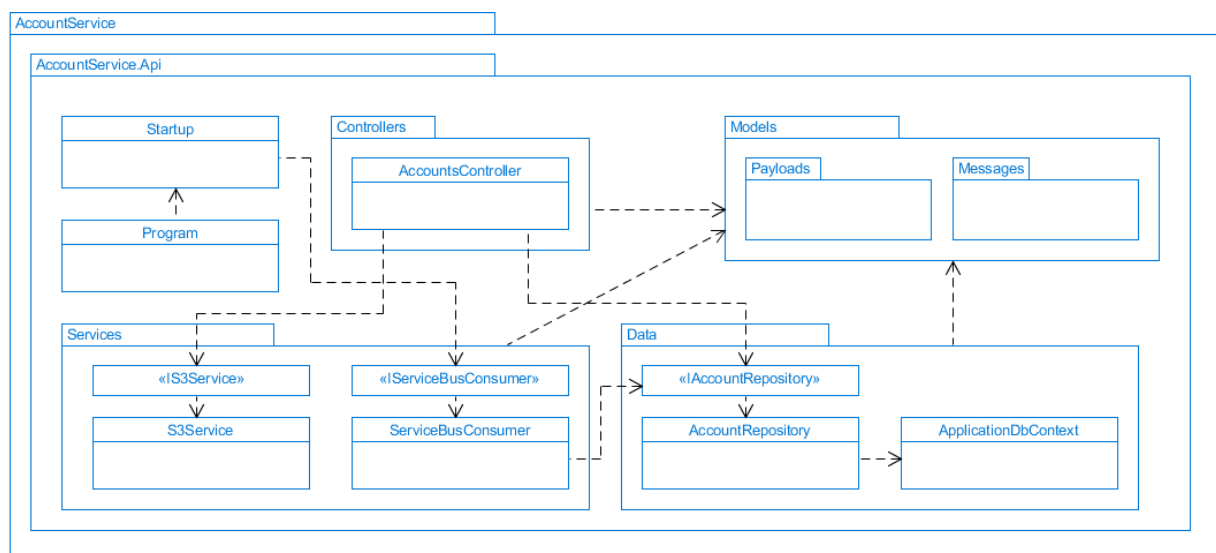 AccountService
AccountService.Api
Startup
Controllers
Models
AccountsController
Payloads
Messages
Program
Services
Data
«IS3Service»
«IServiceBusConsumer»
«IAccountRepository»
S3Service
ServiceBusConsumer
AccountRepository
ApplicationDbContext